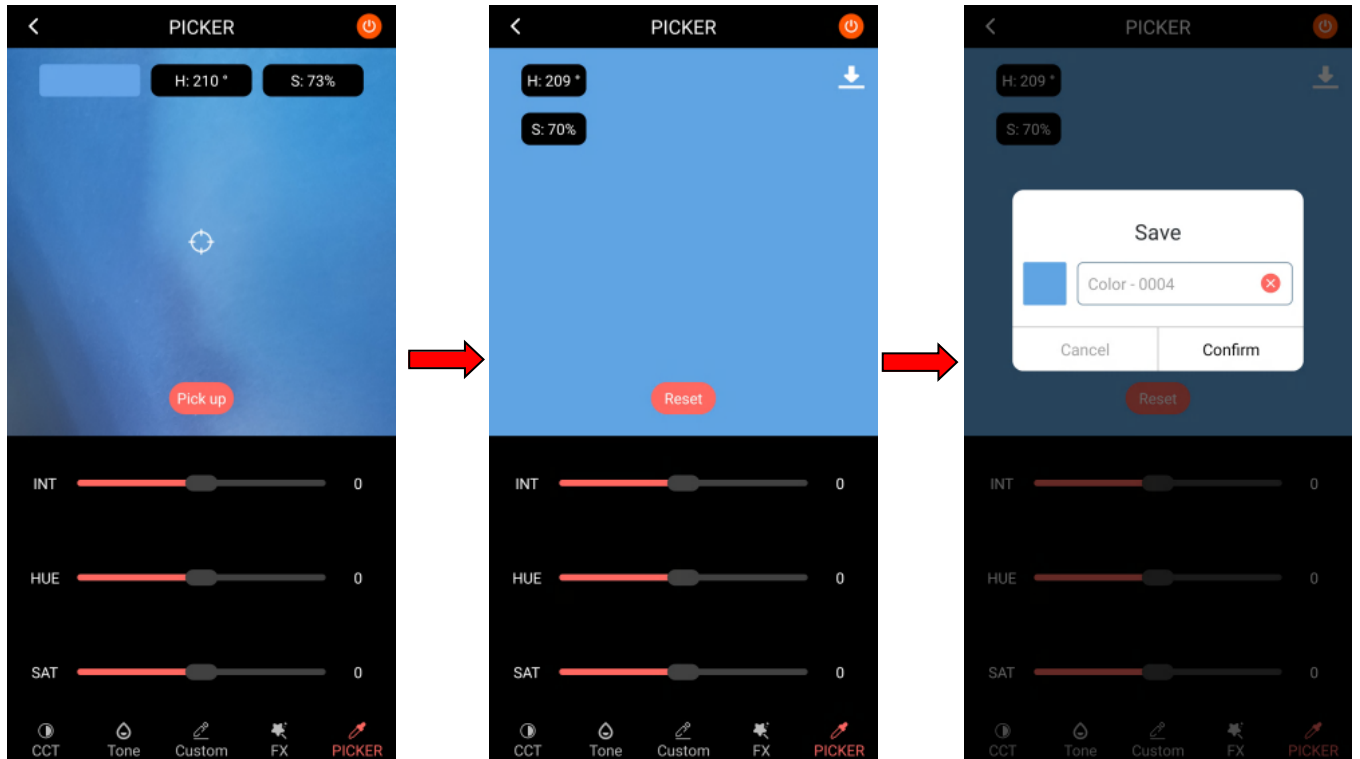 PICKER
H: 210 °
S: 73%
Pick up
INT
0
HUE
0
SAT
0
CCT
Tone
Custom
FX
PICKER
PICKER
H: 209 °
S: 70%
Reset
INT
0
HUE
0
SAT
0
CCT
Tone
Custom
FX
PICKER
PICKER
H: 209 °
S: 70%
Save
Color - 0004
Cancel
Confirm
Reset
INT
0
HUE
0
SAT
0
CCT
Tone
Custom
FX
PICKER